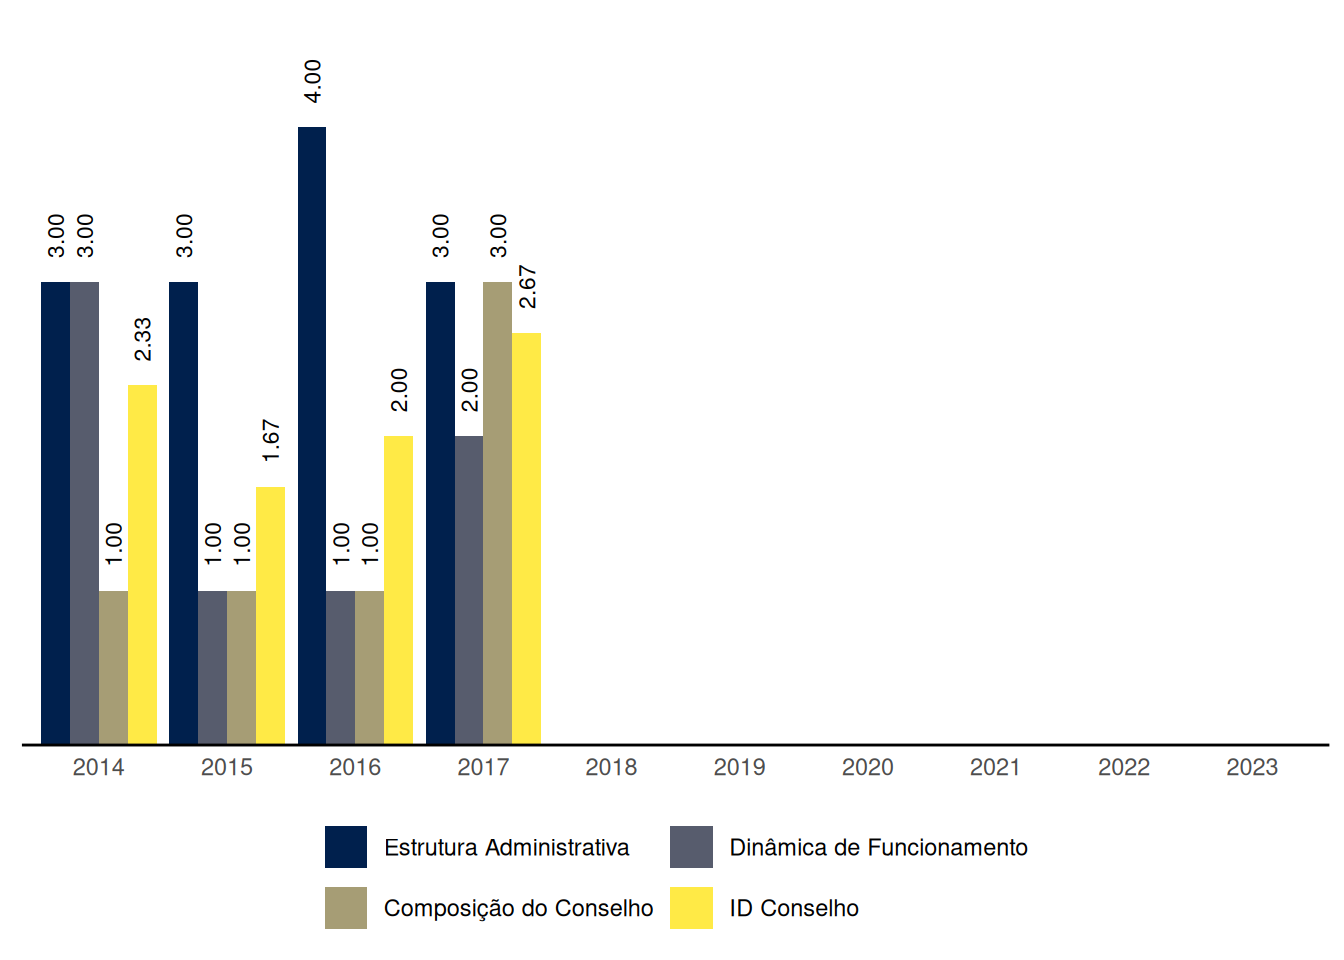 4.00
3.00 3.00 3.00 3.00 3.00
2.67
2.33
2.00 2.00
1.67
1.00 1.00 1.00 1.00 1.00
2014 2015 2016 2017 2018 2019 2020 2021 2022 2023
Estrutura Administrativa Dinâmica de Funcionamento
Composição do Conselho ID Conselho